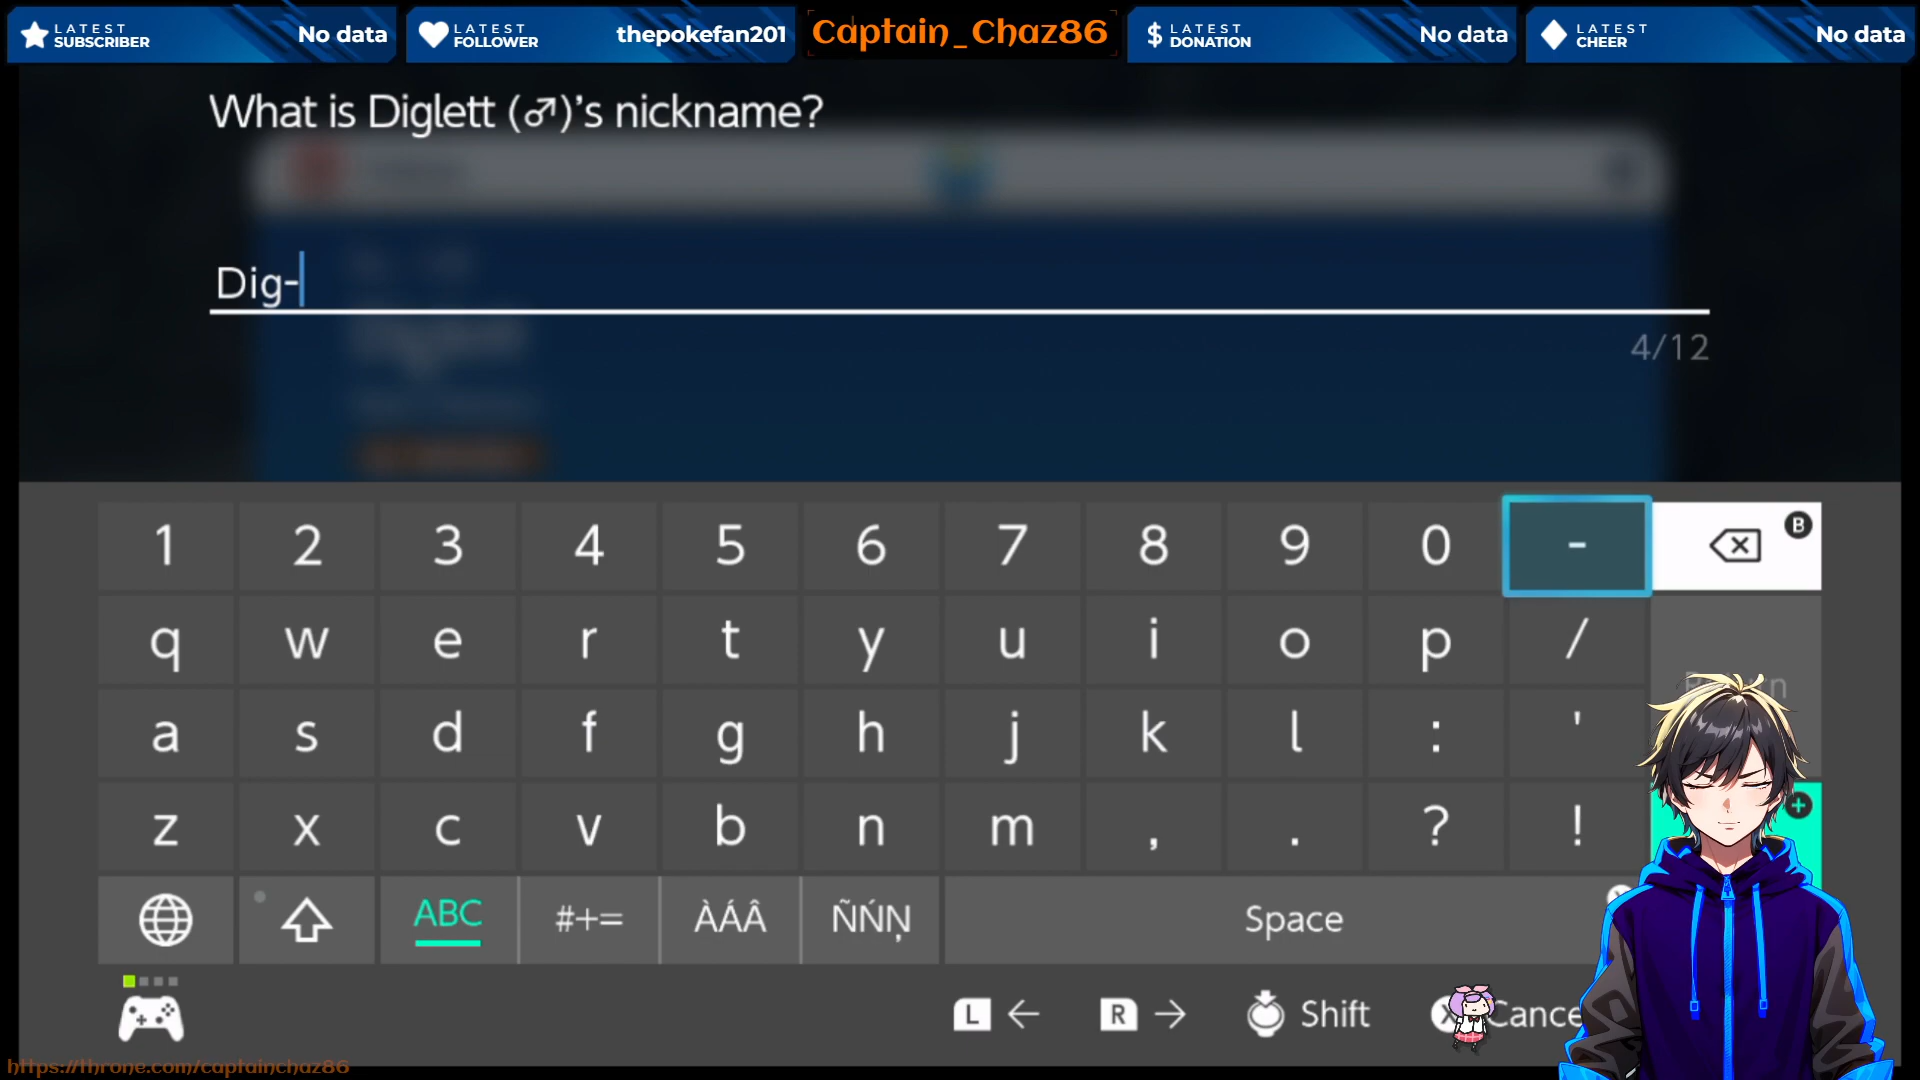 LATEST SUBSCRIBER No data
LATEST FOLLOWER thepokefan201
Captain_Chaz86
$ LATEST DONATION No data
LATEST CHEER No data
What is Diglett (♂)'s nickname?
Dig-
4/12
1 2 3 4 5 6 7 8 9 0 - B
q w e r t y u i o p /
a s d f g h j k l : '
z x c v b n m , . ? ! +
ABC #+= ÀÁÂ ÑŃŅ Space
L ← R → Shift X Cance
https://throne.com/captainchaz86